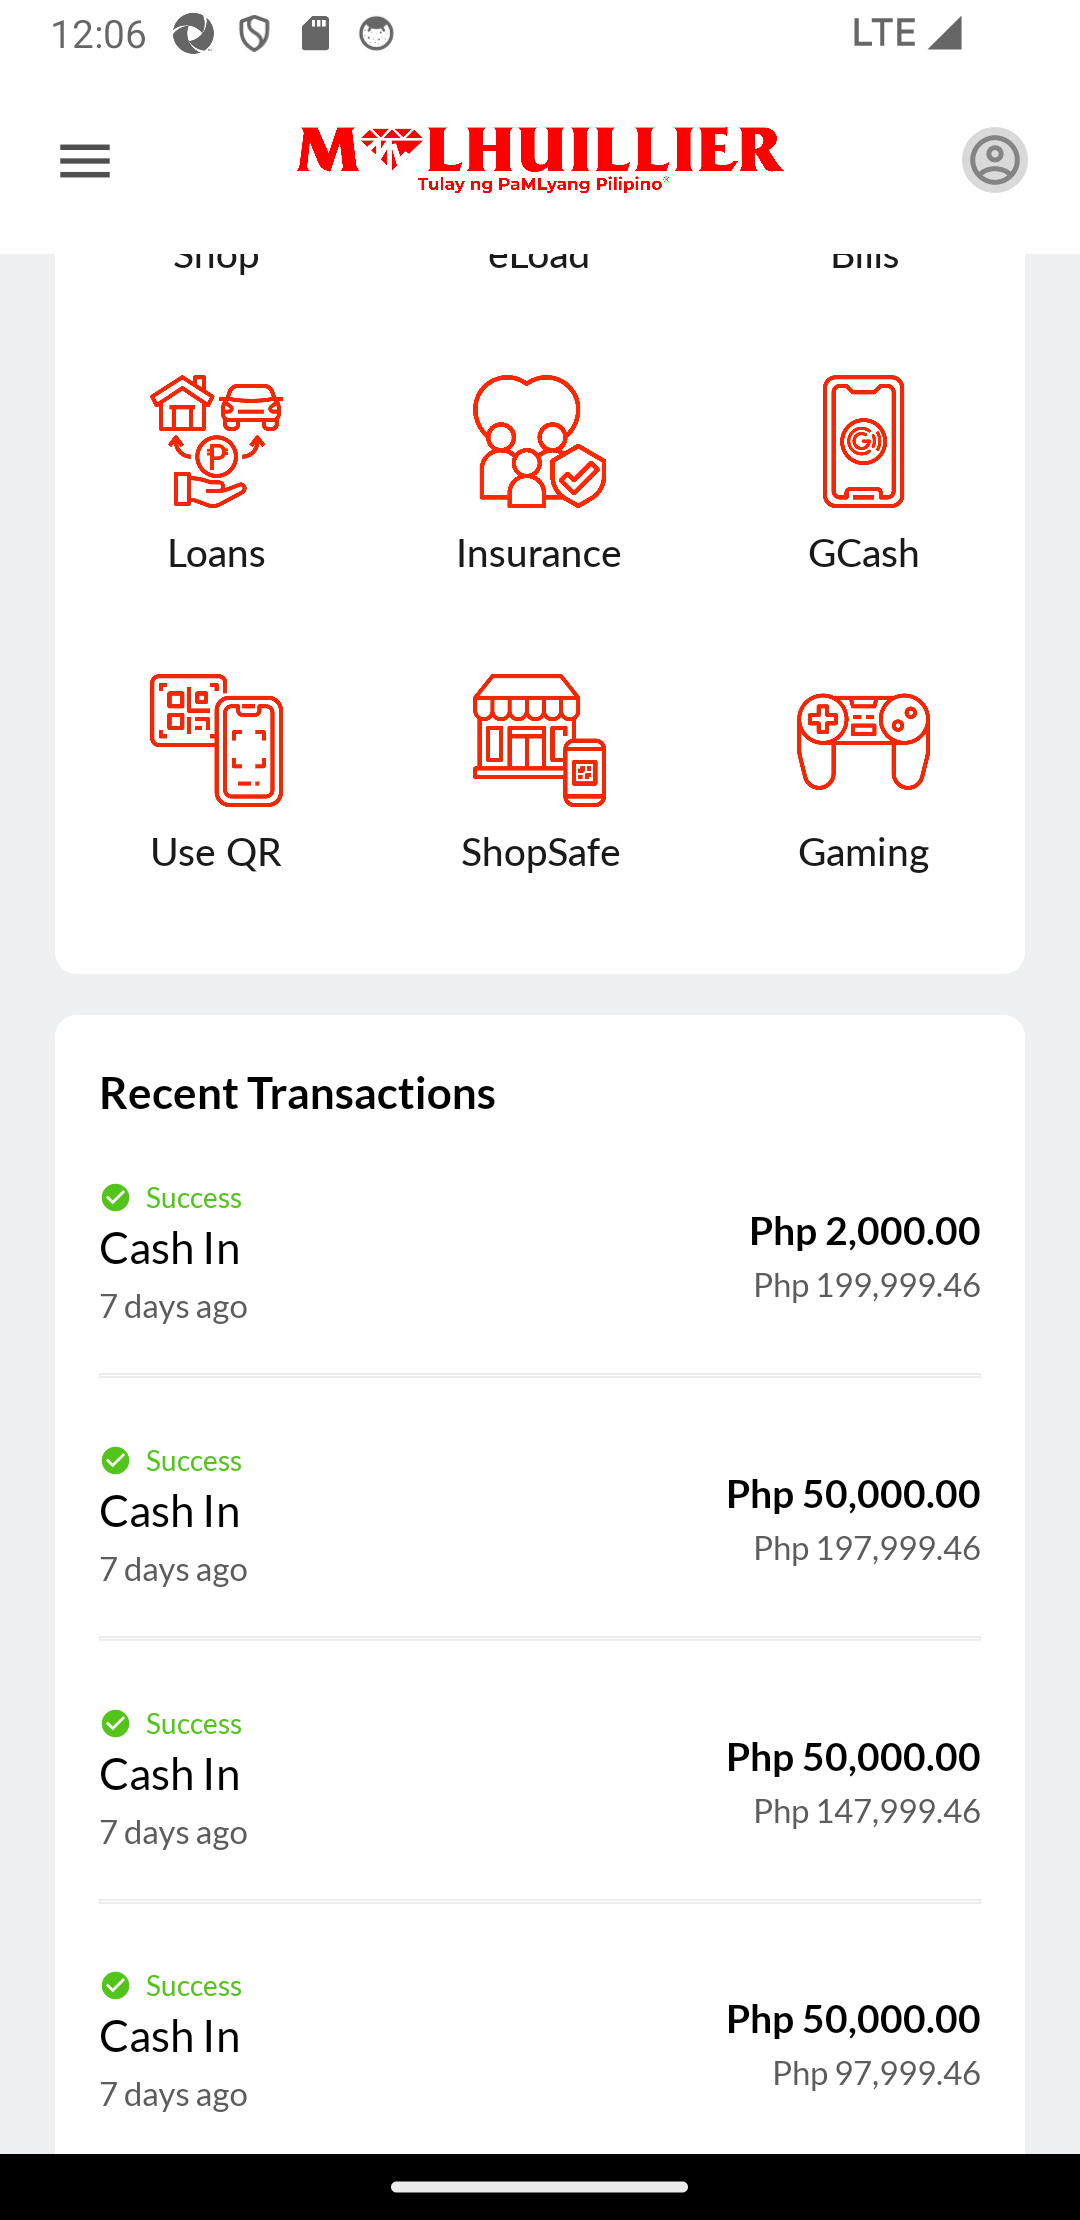 12:06
LTE
M LHUILLIER
Tulay ng PaMLyang Pilipino
Shop eLoad Bills
Loans Insurance GCash
Use QR ShopSafe Gaming
Recent Transactions
Success
Cash In
Php 2,000.00
7 days ago
Php 199,999.46
Success
Cash In
Php 50,000.00
7 days ago
Php 197,999.46
Success
Cash In
Php 50,000.00
7 days ago
Php 147,999.46
Success
Cash In
Php 50,000.00
7 days ago
Php 97,999.46